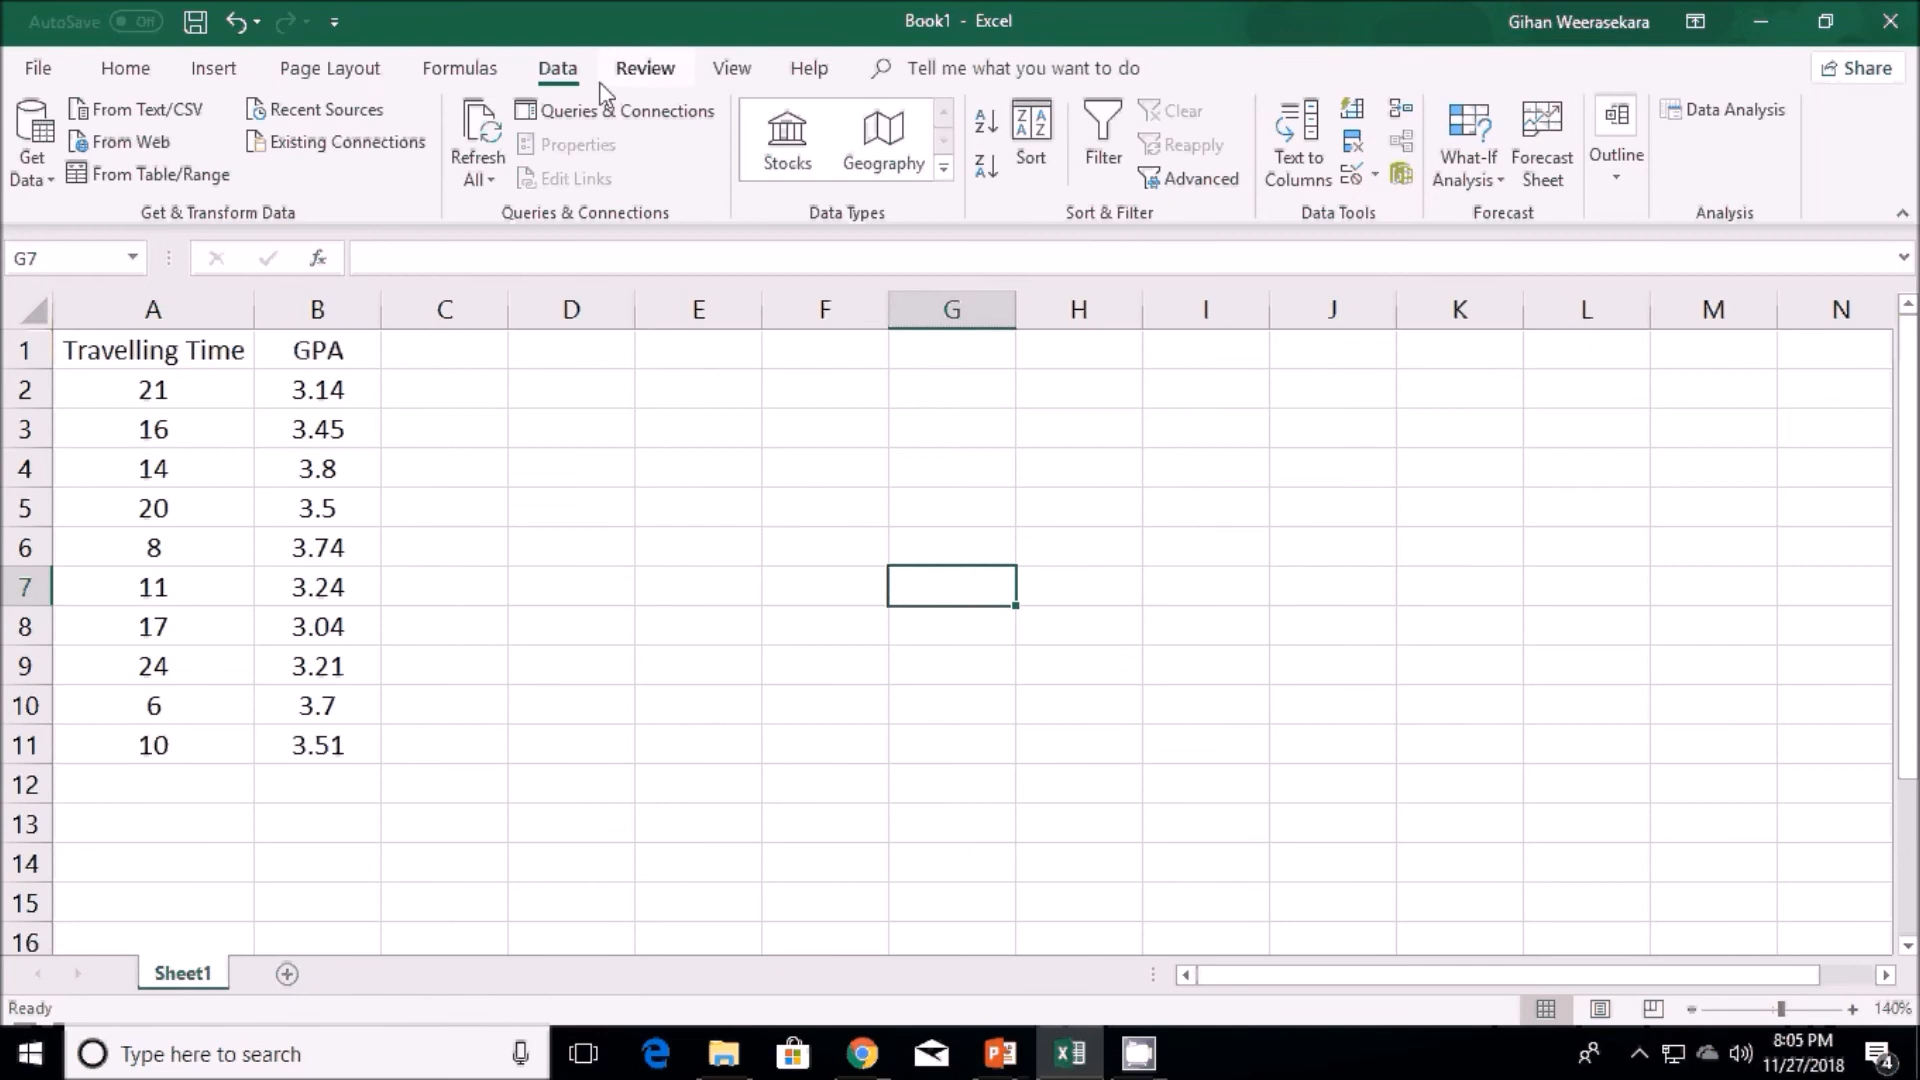 AutoSave Off
Book1 - Excel
Gihan Weerasekara
File Home Insert Page Layout Formulas Data Review View Help Tell me what you want to do Share
Get Data
From Text/CSV
From Web
From Table/Range
Recent Sources
Existing Connections
Get & Transform Data
Refresh All
Queries & Connections
Properties
Edit Links
Queries & Connections
Stocks
Geography
Data Types
Sort
Filter
Clear
Reapply
Advanced
Sort & Filter
Text to Columns
Data Tools
What-If Analysis
Forecast Sheet
Forecast
Outline
Data Analysis
Analysis
G7
fx
A B C D E F G H I J K L M N
1 Travelling Time GPA
2 21 3.14
3 16 3.45
4 14 3.8
5 20 3.5
6 8 3.74
7 11 3.24
8 17 3.04
9 24 3.21
10 6 3.7
11 10 3.51
12
13
14
15
16
Sheet1
Ready
140%
Type here to search
8:05 PM
11/27/2018
4